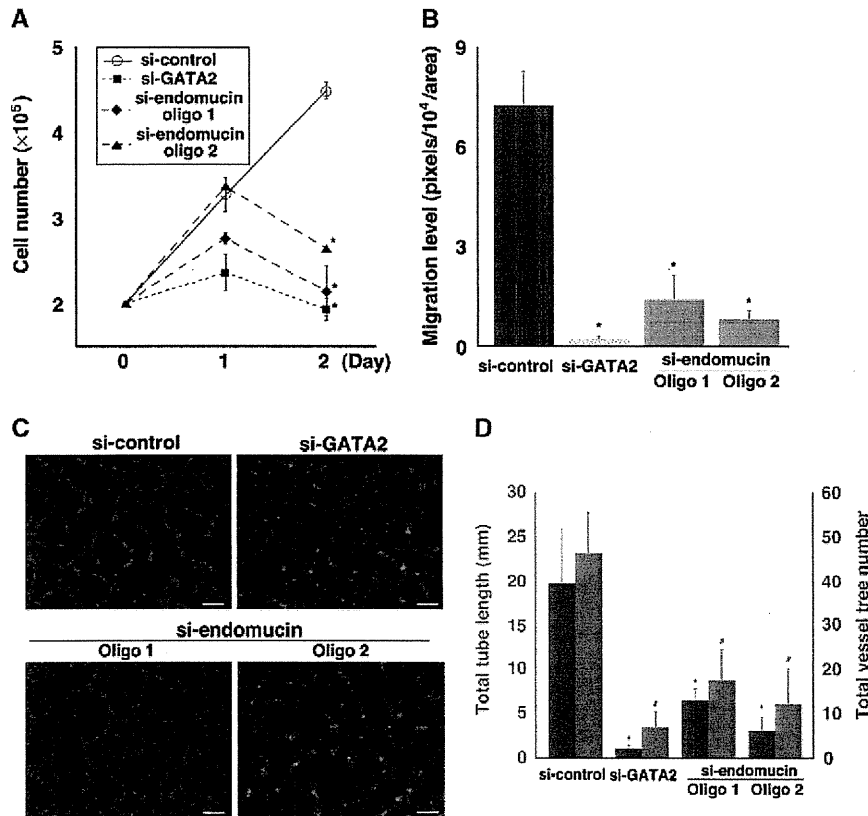 A
si-control
si-GATA2
si-endomucin
oligo 1
si-endomucin
oligo 2
Cell number (×10⁵)
5
4
3
2
*
*
*
0 1 2 (Day)
B
Migration level (pixels/10⁴/area)
9
6
3
0
*
*
*
si-control si-GATA2 si-endomucin
Oligo 1 Oligo 2
C
si-control si-GATA2
si-endomucin
Oligo 1 Oligo 2
D
Total tube length (mm)
30
25
20
15
10
5
0
Total vessel tree number
60
50
40
30
20
10
0
*
#
*
#
*
#
si-control si-GATA2 si-endomucin
Oligo 1 Oligo 2